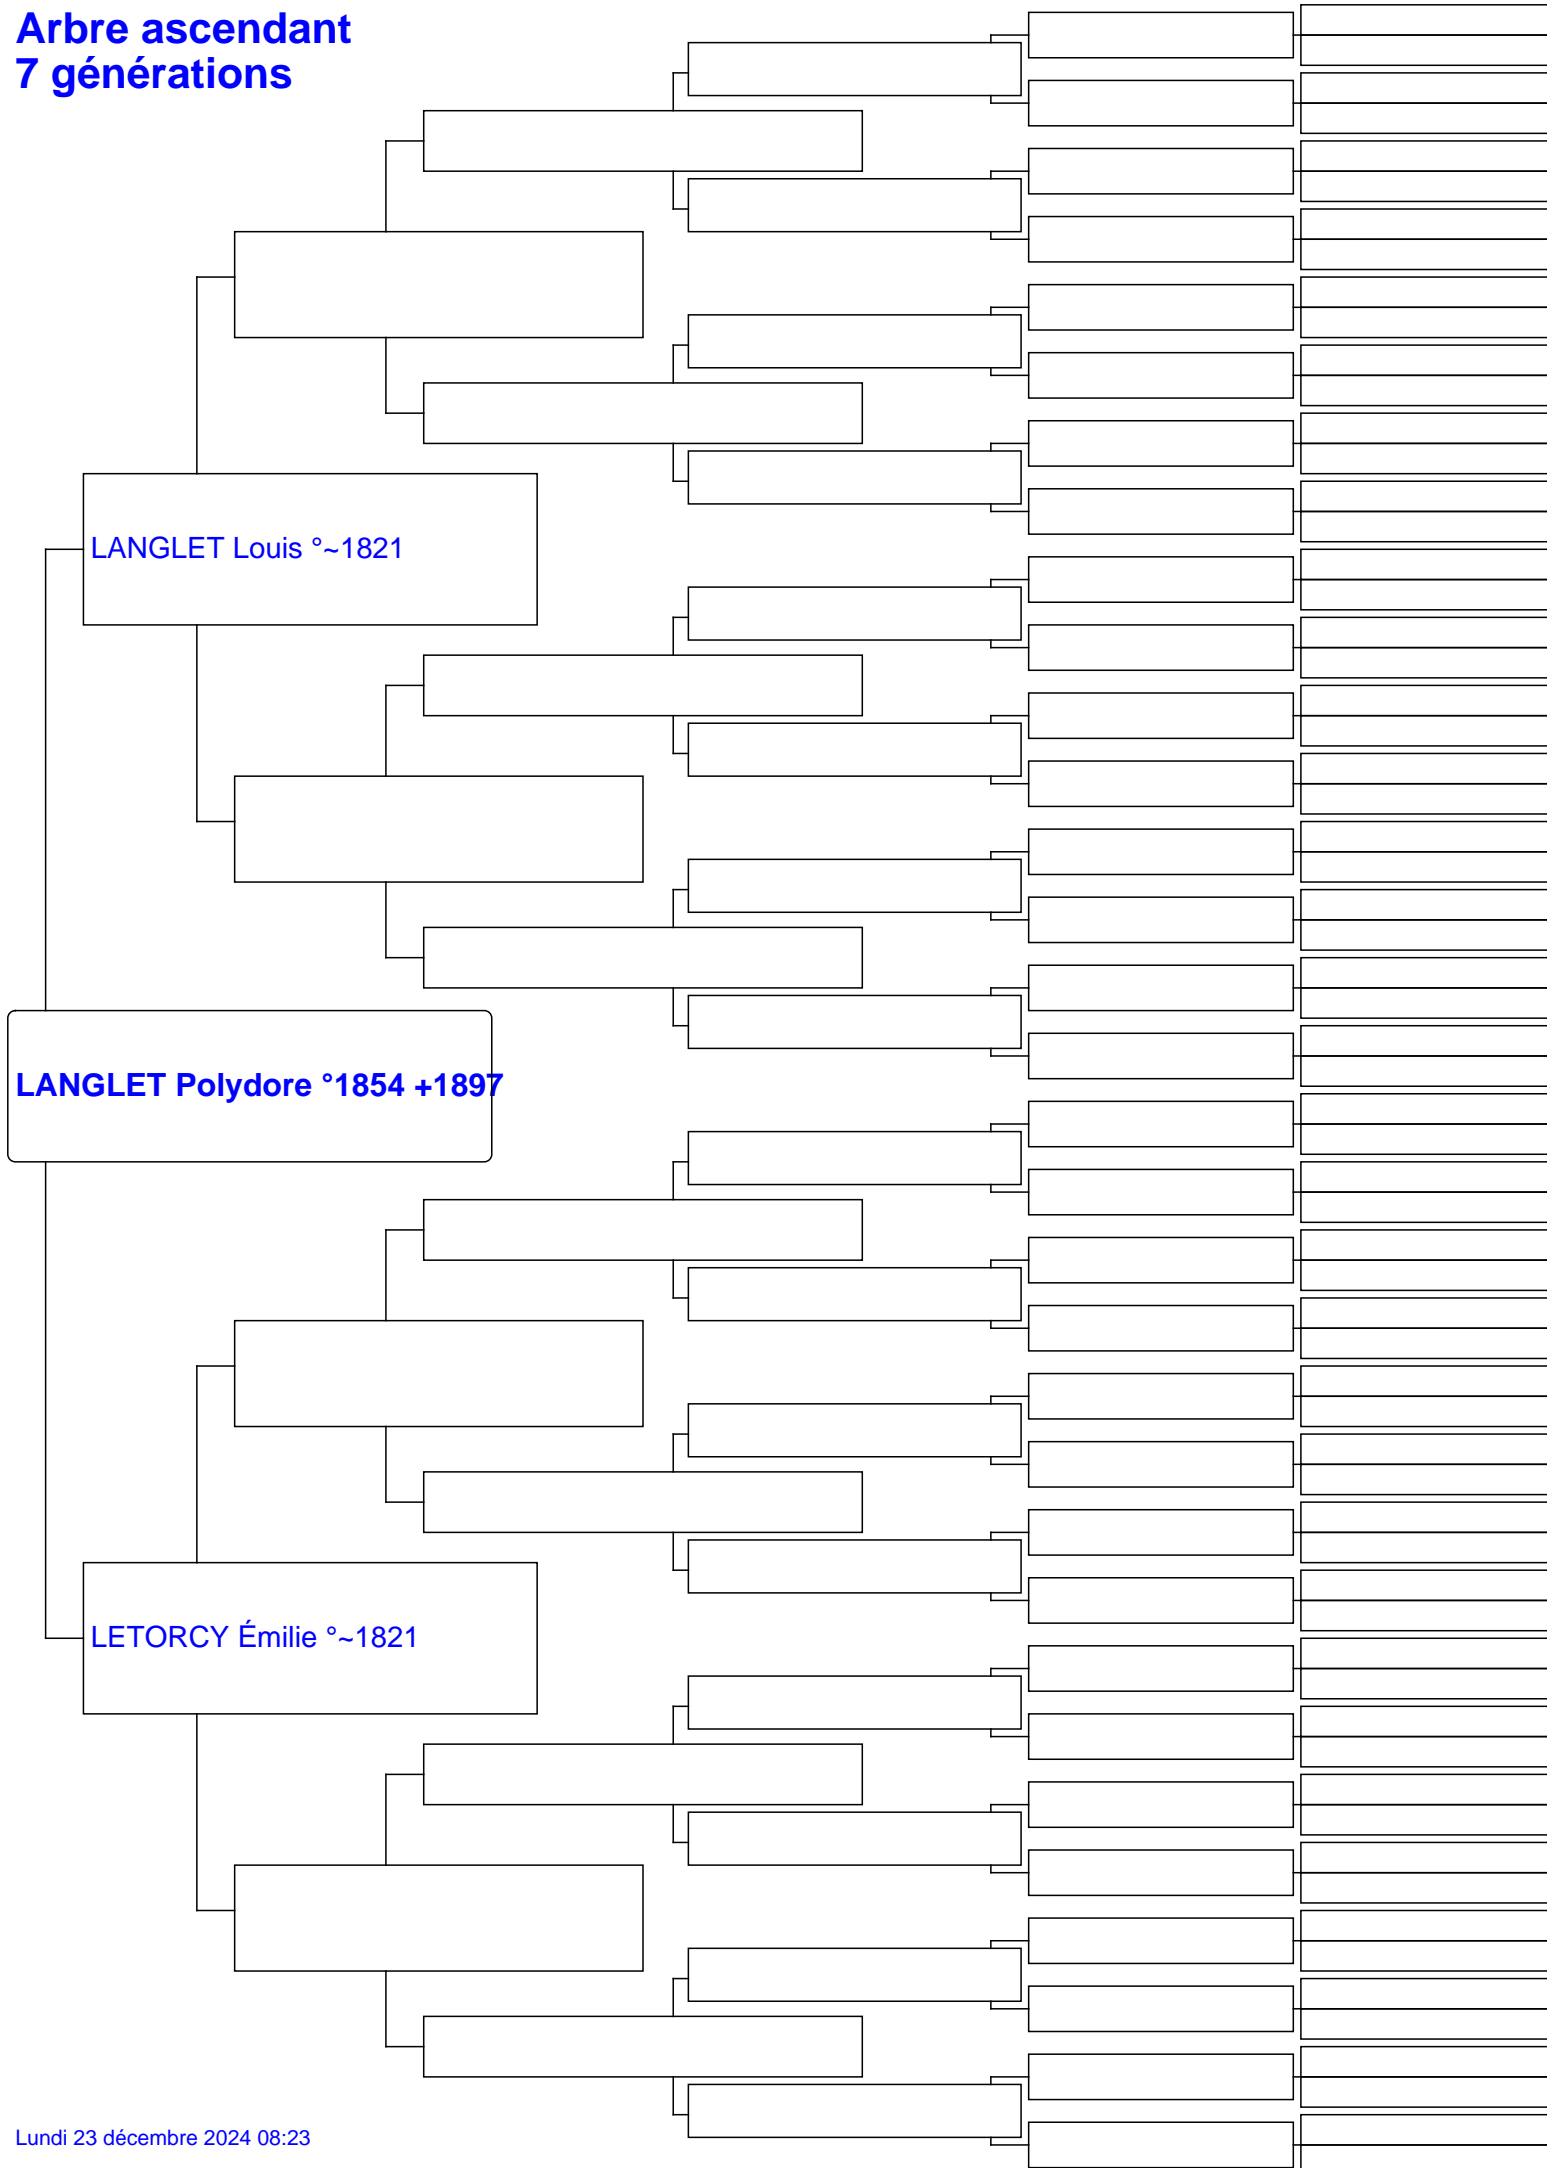 Arbre ascendant
7 générations
LANGLET Louis °~1821
LANGLET Polydore °1854 +1897
LETORCY Émilie °~1821
Lundi 23 décembre 2024 08:23